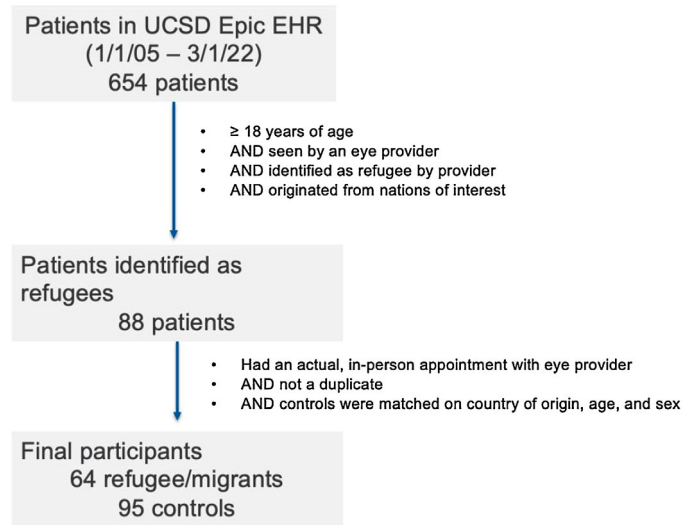 Patients in UCSD Epic EHR
(1/1/05 – 3/1/22)
654 patients
• ≥ 18 years of age
• AND seen by an eye provider
• AND identified as refugee by provider
• AND originated from nations of interest
Patients identified as
refugees
88 patients
• Had an actual, in-person appointment with eye provider
• AND not a duplicate
• AND controls were matched on country of origin, age, and sex
Final participants
64 refugee/migrants
95 controls